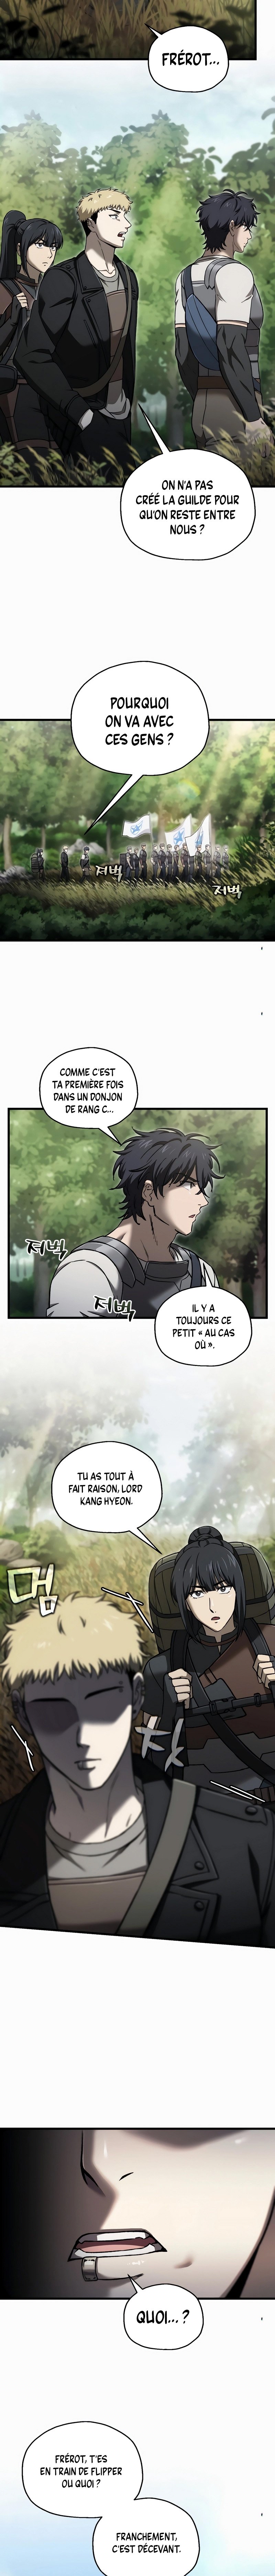 FRÉROT...
ON N'A PAS
CRÉÉ LA GUILDE POUR
QU'ON RESTE ENTRE
NOUS ?
POURQUOI
ON VA AVEC
CES GENS ?
저벅
저벅
COMME C'EST
TA PREMIÈRE FOIS
DANS UN DONJON
DE RANG C...
저벅
저벅
IL Y A
TOUJOURS CE
PETIT « AU CAS
OÙ ».
TU AS TOUT À
FAIT RAISON, LORD
KANG HYEON.
멈
QUOI... ?
FRÉROT, T'ES
EN TRAIN DE FLIPPER
OU QUOI ?
FRANCHEMENT,
C'EST DÉCEVANT.